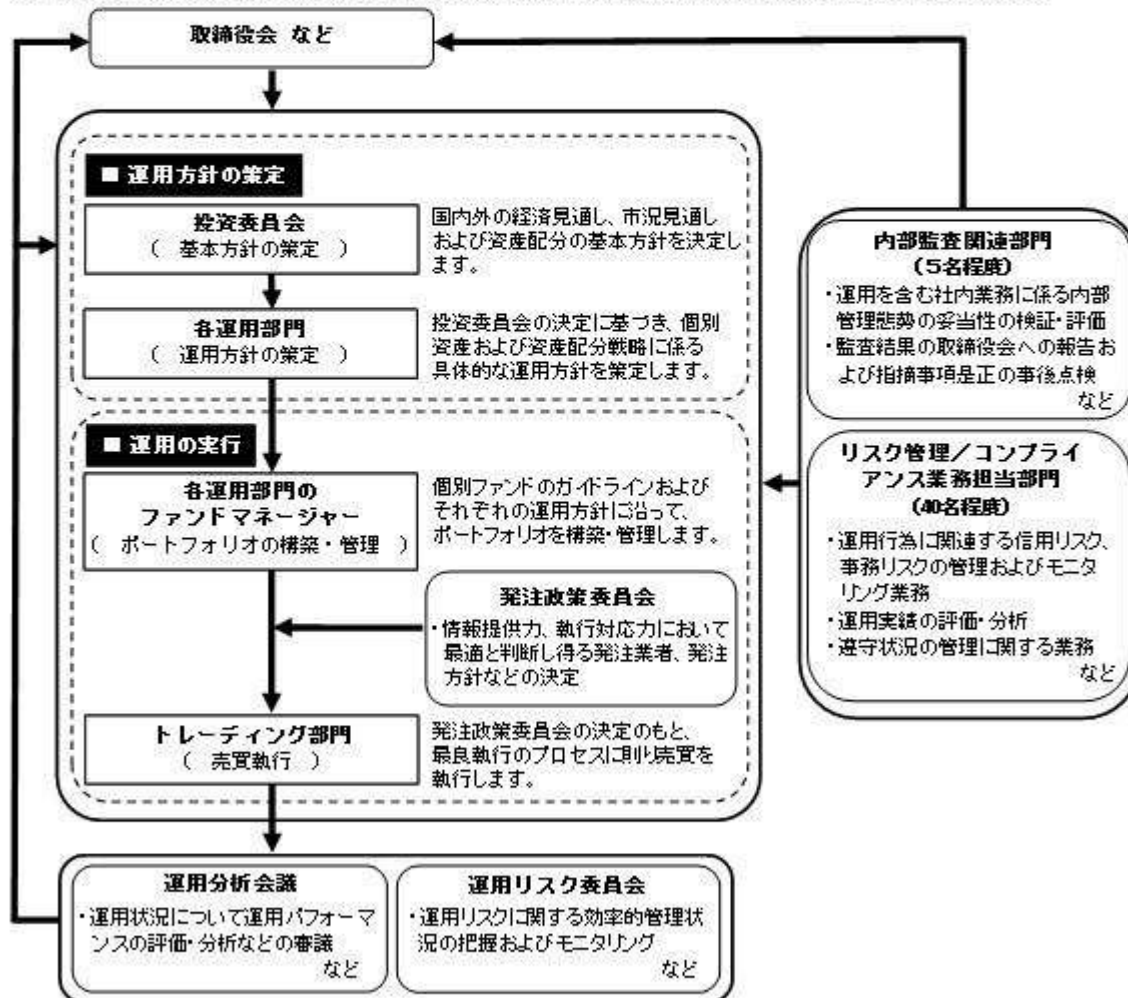 取締役会 など
■ 運用方針の策定
投資委員会
( 基本方針の策定 )
国内外の経済見通し、市況見通し
および資産配分の基本方針を決定し
ます。
各運用部門
( 運用方針の策定 )
投資委員会の決定に基づき、個別
資産および資産配分戦略に係る
具体的な運用方針を策定します。
■ 運用の実行
各運用部門の
ファンドマネージャー
( ポートフォリオの構築・管理 )
個別ファンドのガイドラインおよび
それぞれの運用方針に沿って、
ポートフォリオを構築・管理します。
発注政策委員会
・情報提供力、執行対応力において
最適と判断し得る発注業者、発注
方針などの決定
トレーディング部門
( 売買執行 )
発注政策委員会の決定のもと、
最良執行のプロセスに則り売買を
執行します。
運用分析会議
・運用状況について運用パフォーマ
ンスの評価・分析などの審議
など
運用リスク委員会
・運用リスクに関する効率的管理状
況の把握およびモニタリング
など
内部監査関連部門
(5名程度)
・運用を含む社内業務に係る内部
管理態勢の妥当性の検証・評価
・監査結果の取締役会への報告お
よび指摘事項是正の事後点検
など
リスク管理/コンプライ
アンス業務担当部門
(40名程度)
・運用行為に関連する信用リスク、
事務リスクの管理およびモニタ
リング業務
・運用実績の評価・分析
・遵守状況の管理に関する業務
など